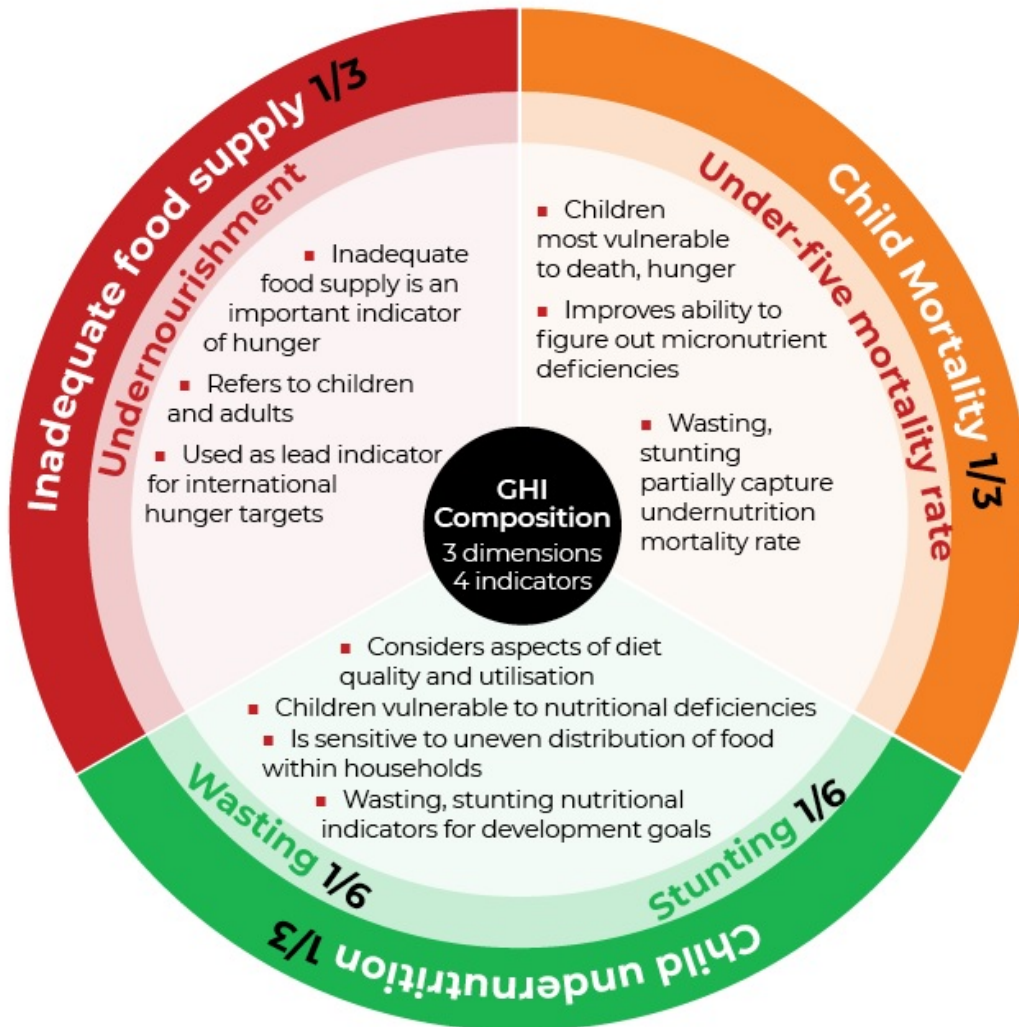 Inadequate food supply 1/3
Undernourishment
▪ Inadequate
food supply is an
important indicator
of hunger
▪ Refers to children
and adults
▪ Used as lead indicator
for international
hunger targets
Child Mortality 1/3
Under-five mortality rate
▪ Children
most vulnerable
to death, hunger
▪ Improves ability to
figure out micronutrient
deficiencies
▪ Wasting,
stunting
partially capture
undernutrition
mortality rate
GHI
Composition
3 dimensions
4 indicators
▪ Considers aspects of diet
quality and utilisation
▪ Children vulnerable to nutritional deficiencies
▪ Is sensitive to uneven distribution of food
within households
▪ Wasting, stunting nutritional
indicators for development goals
Wasting 1/6
Stunting 1/6
Child undernutrition 1/3